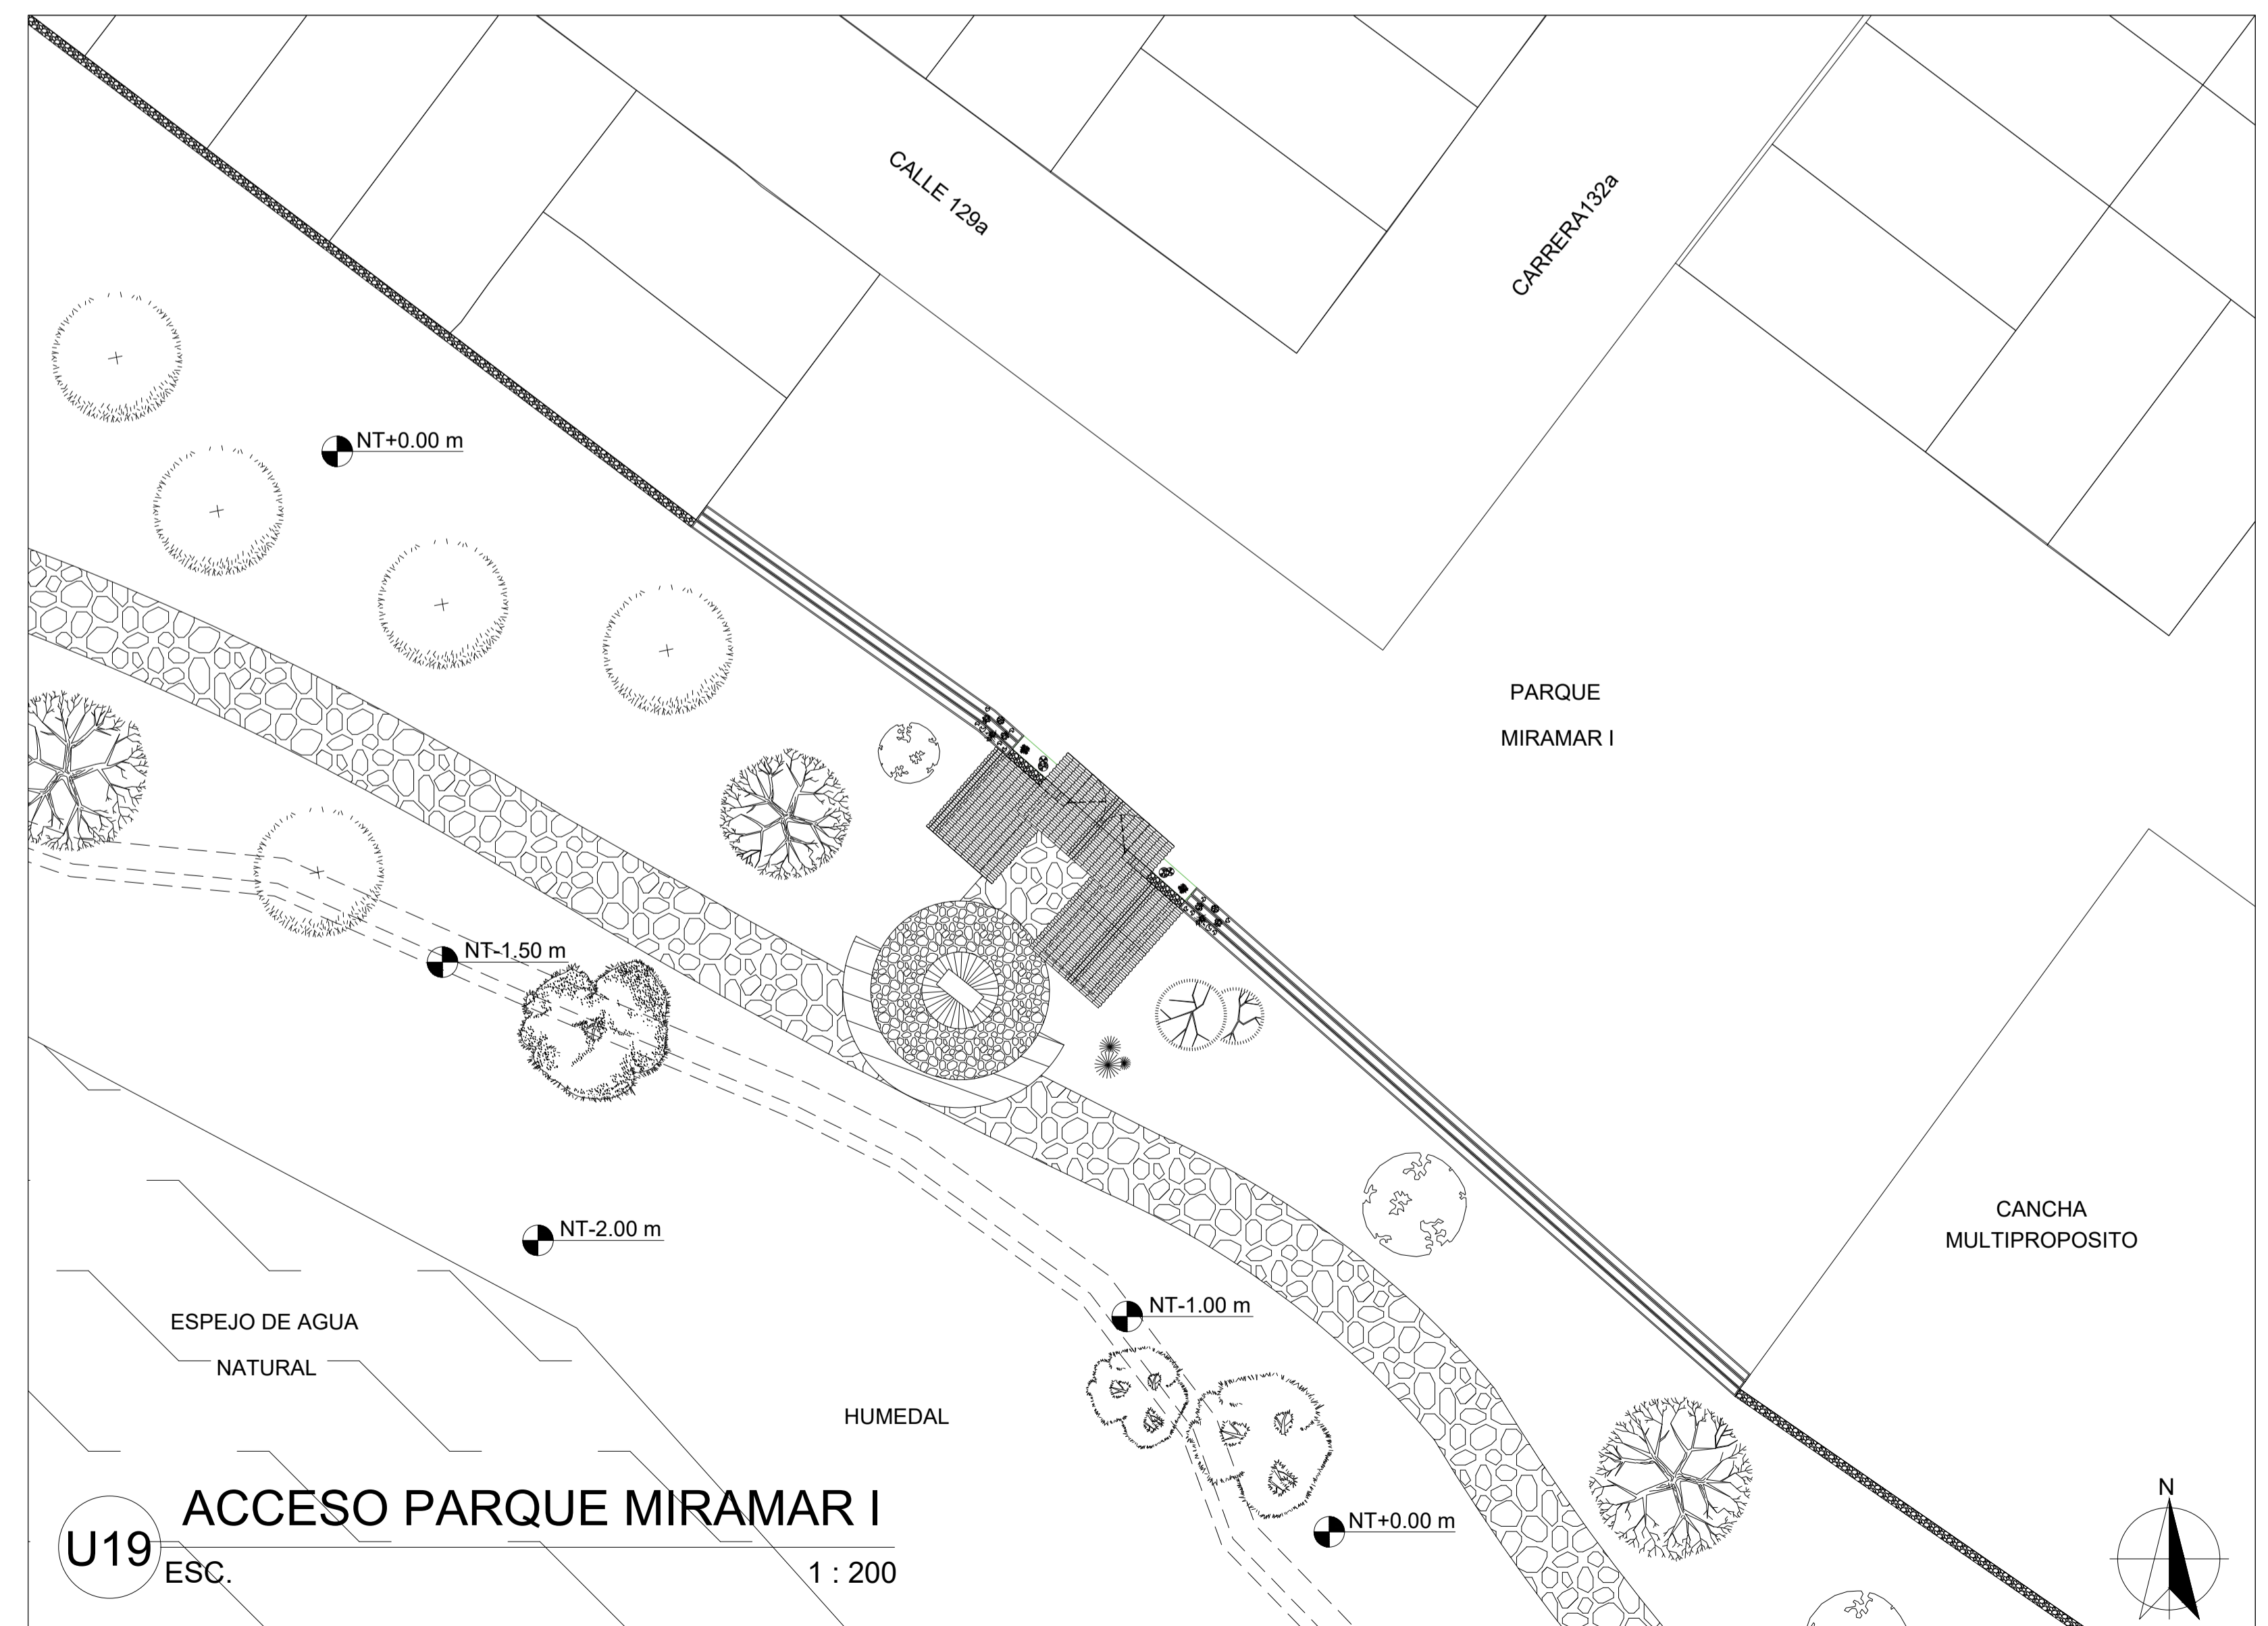 CALLE 129a
CARRERA132a
NT+0.00 m
PARQUE
MIRAMAR I
NT-1.50 m
CANCHA
MULTIPROPOSITO
NT-2.00 m
NT-1.00 m
ESPEJO DE AGUA
NATURAL
HUMEDAL
N
NT+0.00 m
U19
ACCESO PARQUE MIRAMAR I
ESC.
1 : 200